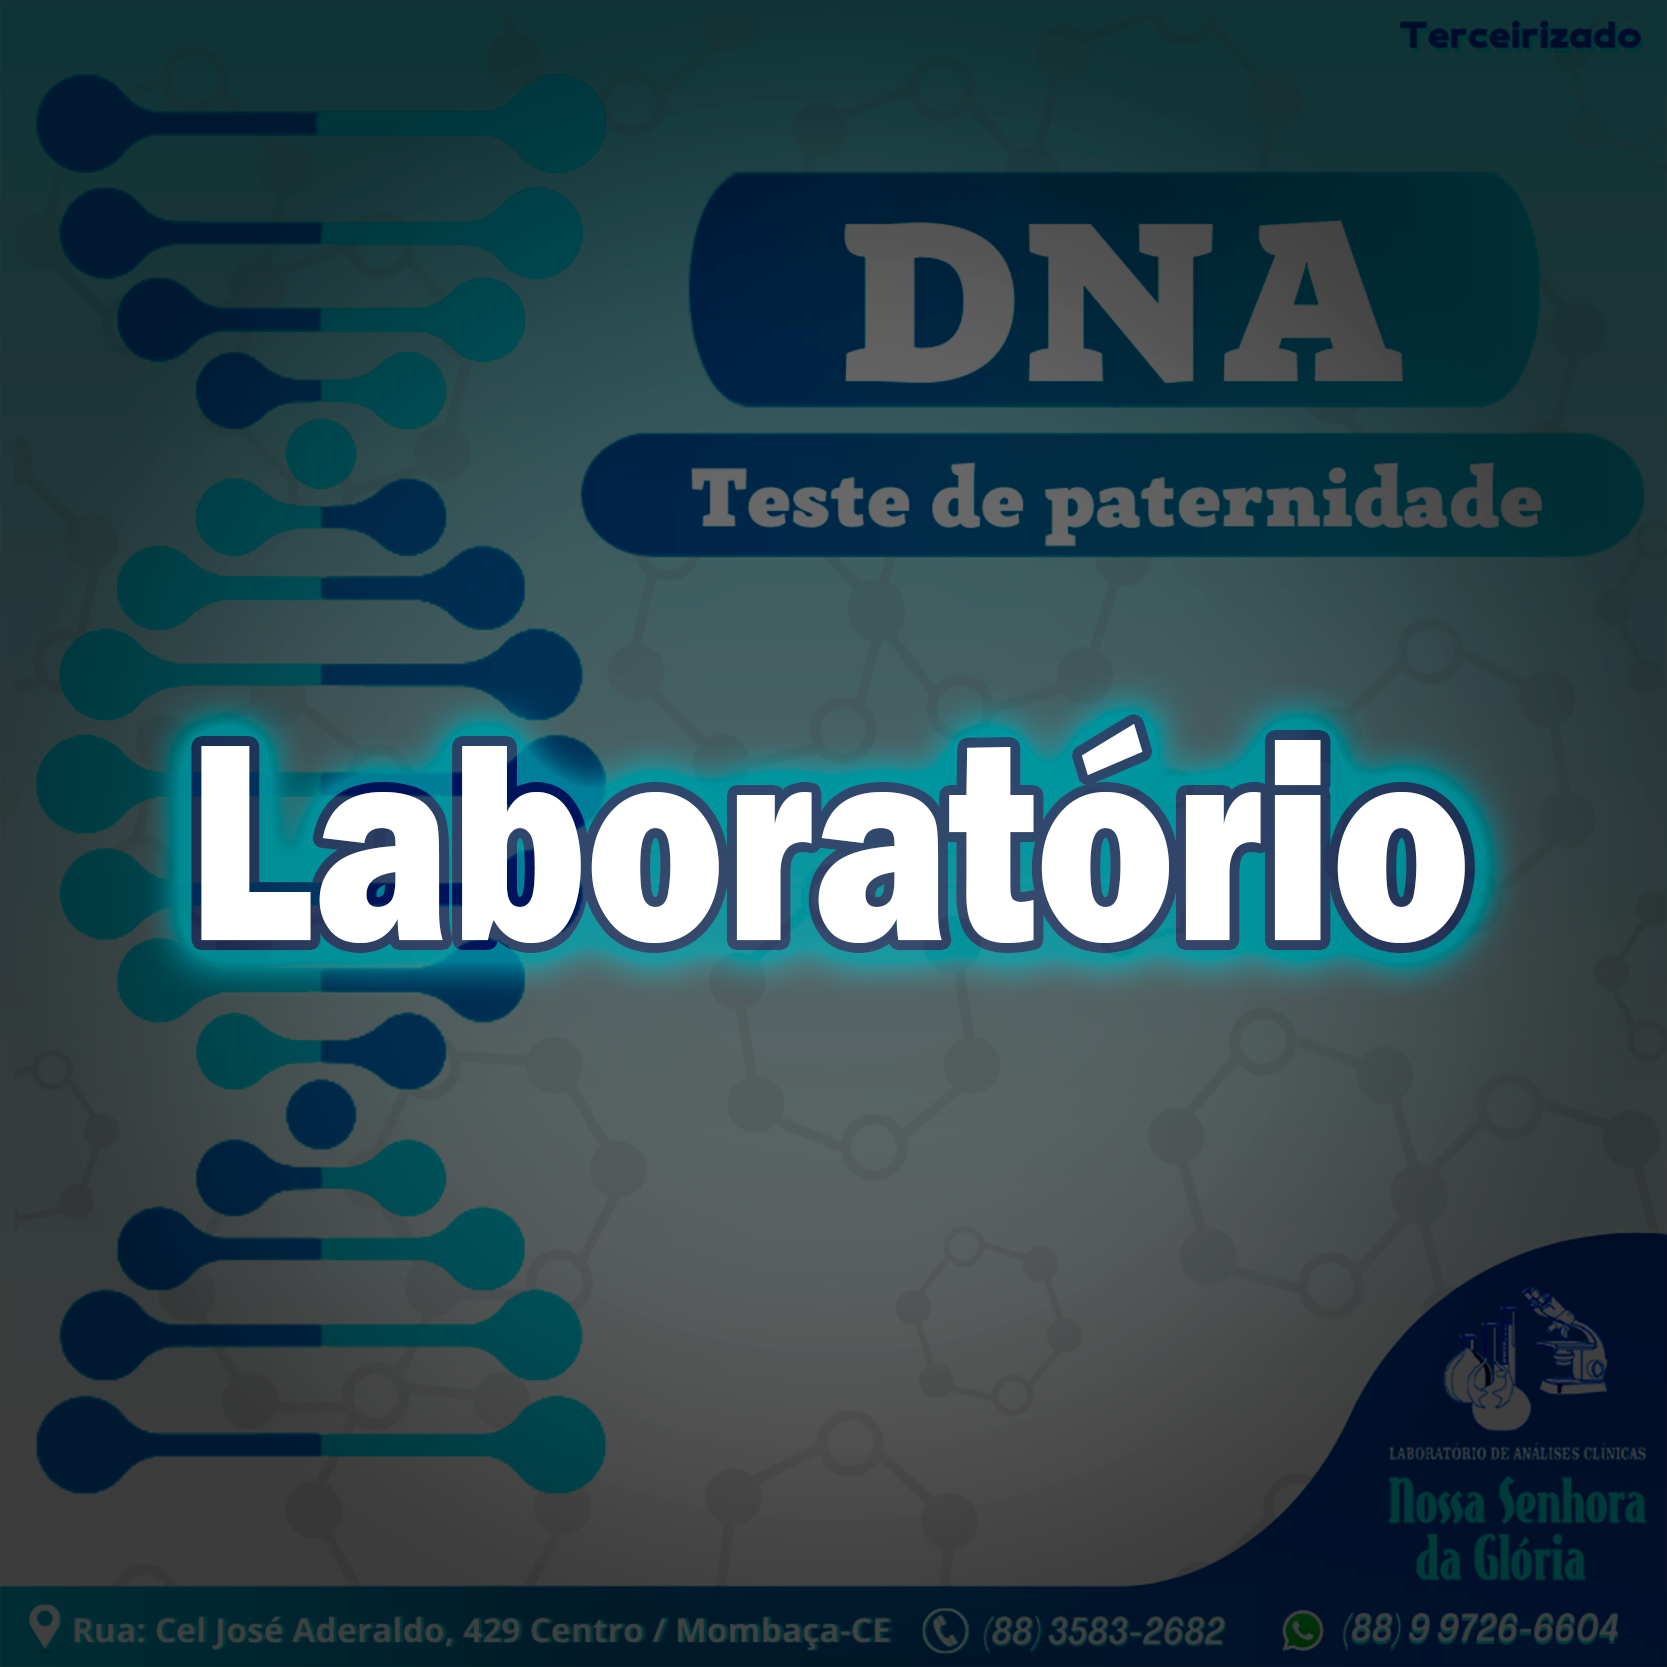 Terceirizado
DNA
Teste de paternidade
Laboratório
LABORATÓRIO DE ANÁLISES CLÍNICAS
Nossa Senhora
da Glória
Rua: Cel José Aderaldo, 429 Centro / Mombaça-CE (88) 3583-2682 (88) 9 9726-6604